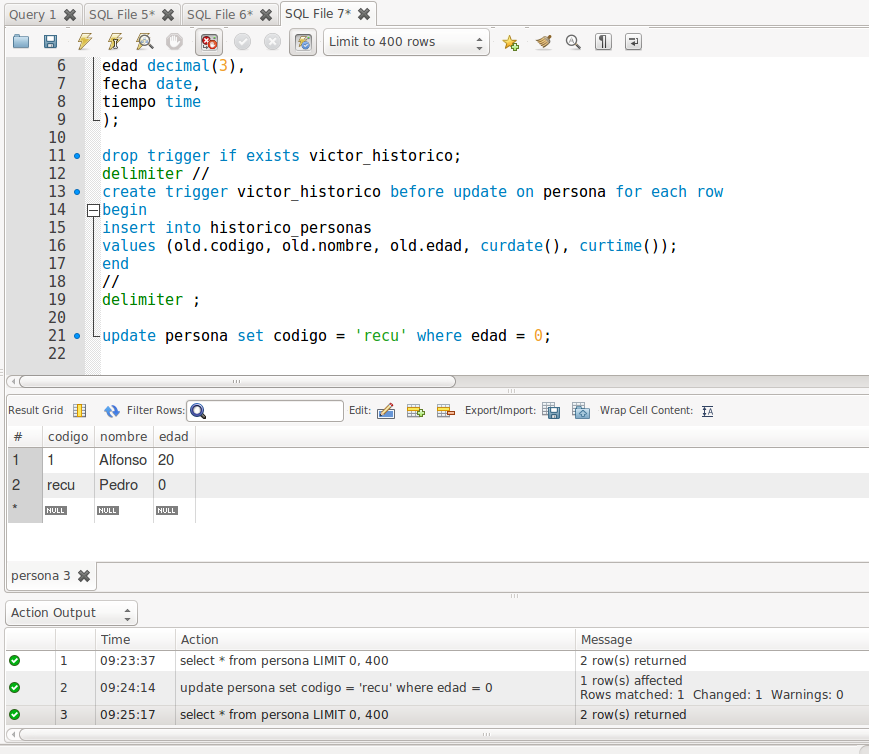 Query 1 SQL File 5* SQL File 6* SQL File 7*
Limit to 400 rows
6 edad decimal(3),
7 fecha date,
8 tiempo time
9 );
10
11 drop trigger if exists victor_historico;
12 delimiter //
13 create trigger victor_historico before update on persona for each row
14 begin
15 insert into historico_personas
16 values (old.codigo, old.nombre, old.edad, curdate(), curtime());
17 end
18 //
19 delimiter ;
20
21 update persona set codigo = 'recu' where edad = 0;
22
Result Grid Filter Rows: Edit: Export/Import: Wrap Cell Content: IA
# codigo nombre edad
1 1 Alfonso 20
2 recu Pedro 0
* NULL NULL NULL
persona 3
Action Output
Time Action Message
1 09:23:37 select * from persona LIMIT 0, 400 2 row(s) returned
2 09:24:14 update persona set codigo = 'recu' where edad = 0 1 row(s) affected
Rows matched: 1 Changed: 1 Warnings: 0
3 09:25:17 select * from persona LIMIT 0, 400 2 row(s) returned